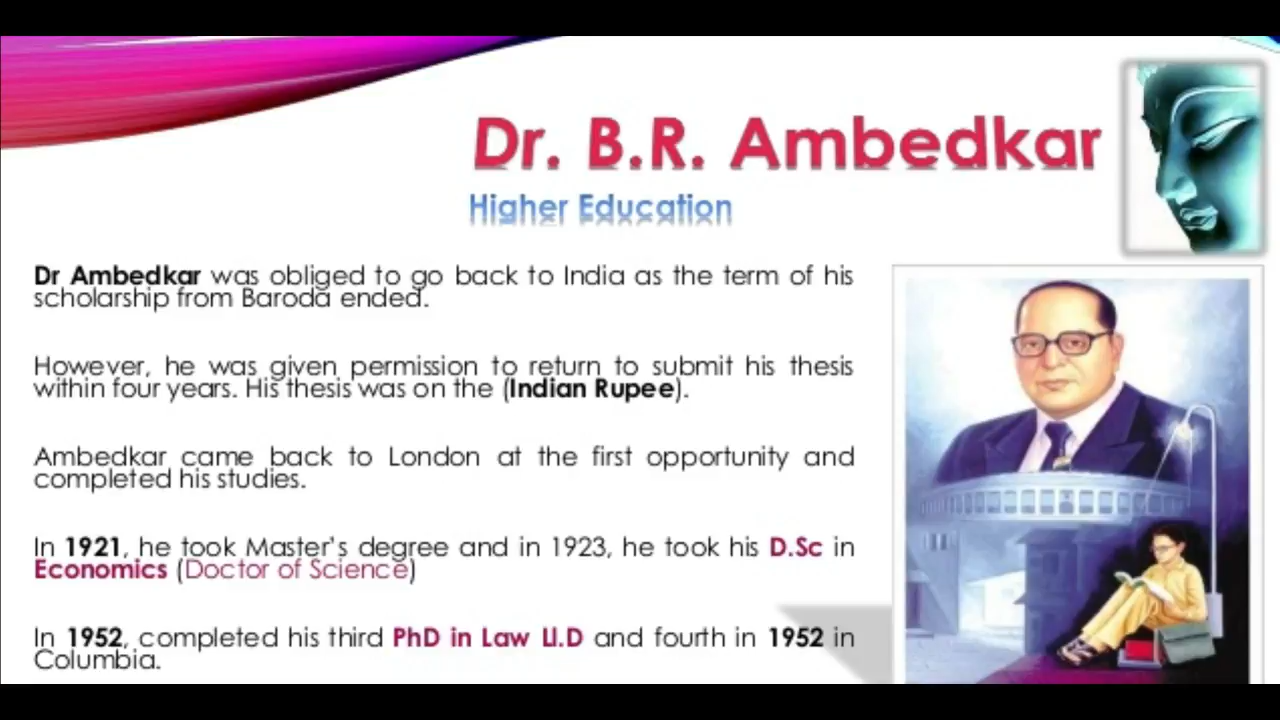 Dr. B.R. Ambedkar
Higher Education
Dr Ambedkar was obliged to go back to India as the term of his
scholarship from Baroda ended.
However, he was given permission to return to submit his thesis
within four years. His thesis was on the (Indian Rupee).
Ambedkar came back to London at the first opportunity and
completed his studies.
In 1921, he took Master's degree and in 1923, he took his D.Sc in
Economics (Doctor of Science)
In 1952, completed his third PhD in Law Ll.D and fourth in 1952 in
Columbia.